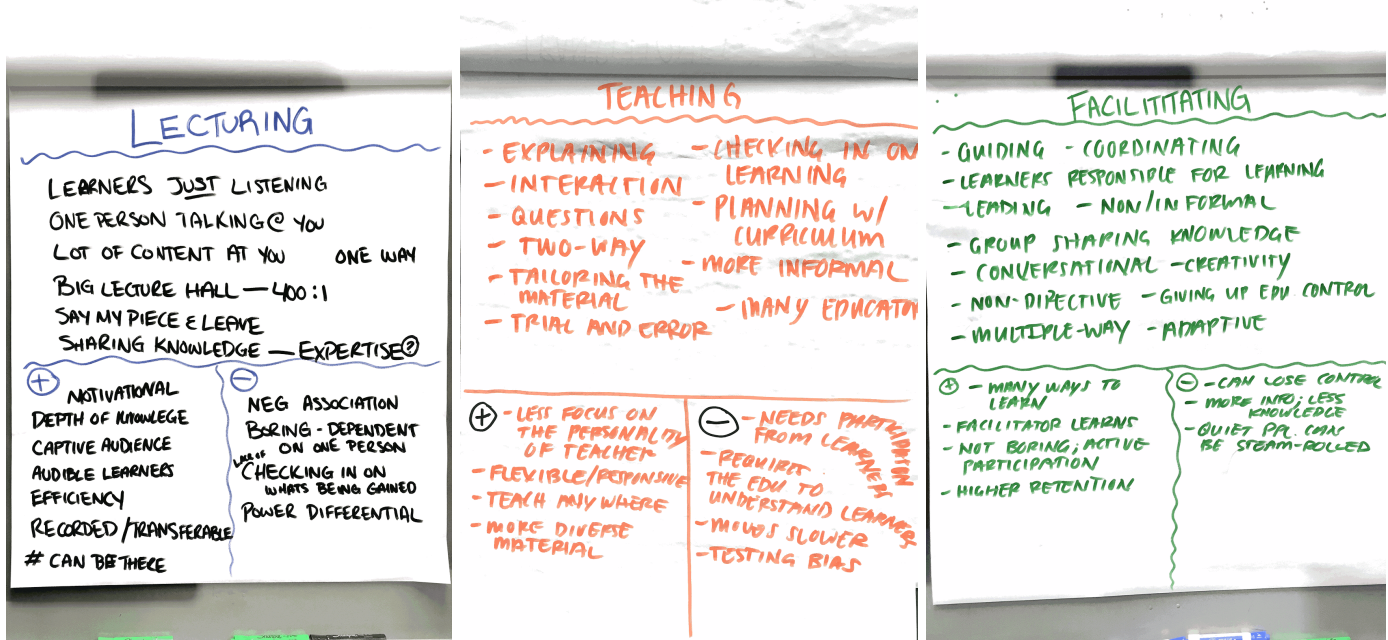 LECTURING
LEARNERS JUST LISTENING
ONE PERSON TALKING @ YOU
LOT OF CONTENT AT YOU ONE WAY
BIG LECTURE HALL — 400:1
SAY MY PIECE & LEAVE
SHARING KNOWLEDGE — EXPERTISE?
+
MOTIVATIONAL
DEPTH OF KNOWLEGE
CAPTIVE AUDIENCE
AUDIBLE LEARNERS
EFFICIENCY
RECORDED/TRANSFERABLE
# CAN BE THERE
-
NEG ASSOCIATION
BORING - DEPENDENT
ON ONE PERSON
LACK OF
CHECKING IN ON
WHATS BEING GAINED
POWER DIFFERENTIAL
TEACHING
- EXPLAINING
- INTERACTION
- QUESTIONS
- TWO-WAY
- TAILORING THE
MATERIAL
- TRIAL AND ERROR
- CHECKING IN ON
LEARNING
- PLANNING W/
CURRICULUM
- MORE INFORMAL
- MANY EDUCATO
+
- LESS FOCUS ON
THE PERSONALITY
OF TEACHER
- FLEXIBLE/RESPONSIVE
- TEACH ANYWHERE
- MORE DIVERSE
MATERIAL
-
- NEEDS PARTICIPATION
FROM LEARNERS
- REQUIRES
THE EDU TO
UNDERSTAND LEARNERS
- MOVES SLOWER
- TESTING BIAS
FACILITITATING
- GUIDING - COORDINATING
- LEARNERS RESPONSIBLE FOR LEARNING
- LEADING - NON/INFORMAL
- GROUP SHARING KNOWLEDGE
- CONVERSATIONAL - CREATIVITY
- NON-DIRECTIVE - GIVING UP EDU. CONTROL
- MULTIPLE-WAY - ADAPTIVE
+
- MANY WAYS TO
LEARN
- FACILITATOR LEARNS
- NOT BORING; ACTIVE
PARTICIPATION
- HIGHER RETENTION
-
- CAN LOSE CONTROL
- MORE INFO; LESS
KNOWLEDGE
- QUIET PPL. CAN
BE STEAM-ROLLED